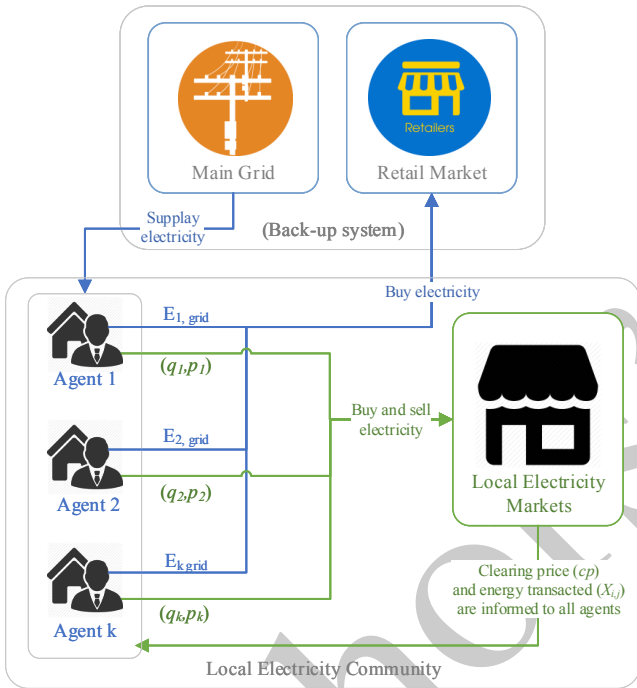 Retailers
Main Grid
Retail Market
(Back-up system)
Supplay
electricity
Buy electricity
E1, grid
(q1,p1)
Agent 1
E2, grid
(q2,p2)
Agent 2
Ek grid
(qk,pk)
Agent k
Buy and sell
electricity
Local Electricity
Markets
Clearing price (cp)
and energy transacted (Xi,j)
are informed to all agents
Local Electricity Community